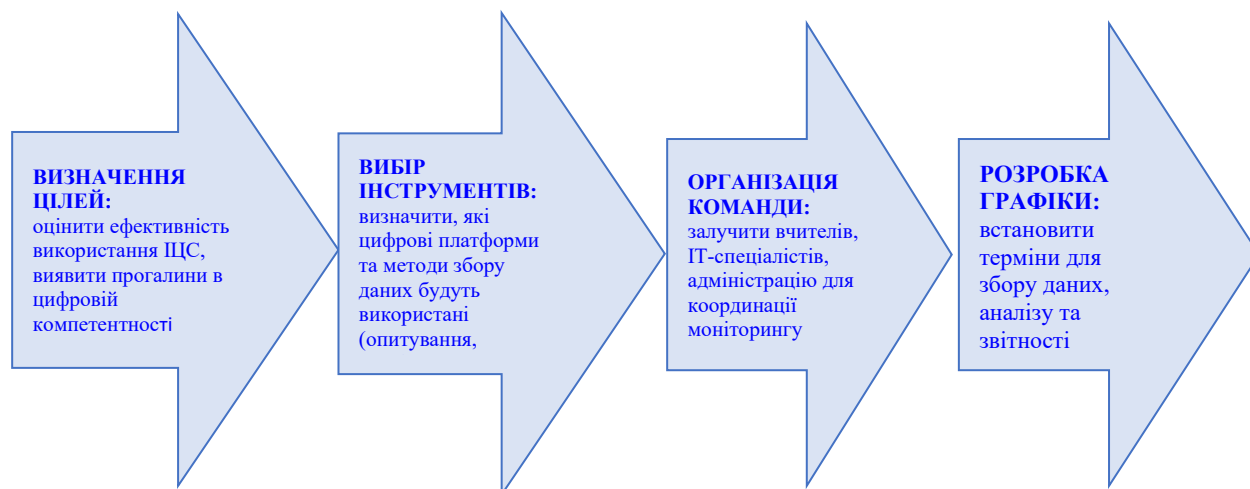 ВИЗНАЧЕННЯ
ЦІЛЕЙ:
оцінити ефективність
використання ІЦС,
виявити прогалини в
цифровій
компетентності
ВИБІР
ІНСТРУМЕНТІВ:
визначити, які
цифрові платформи
та методи збору
даних будуть
використані
(опитування,
ОРГАНІЗАЦІЯ
КОМАНДИ:
залучити вчителів,
ІТ-спеціалістів,
адміністрацію для
координації
моніторингу
РОЗРОБКА
ГРАФІКИ:
встановити
терміни для
збору даних,
аналізу та
звітності